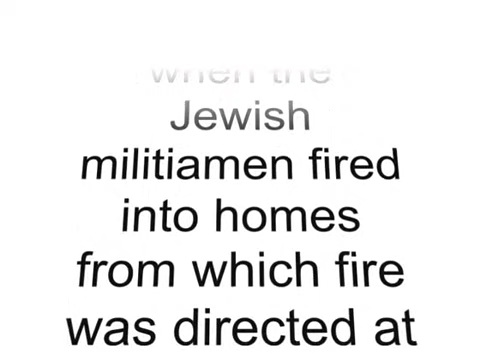 when the
Jewish
militiamen fired
into homes
from which fire
was directed at